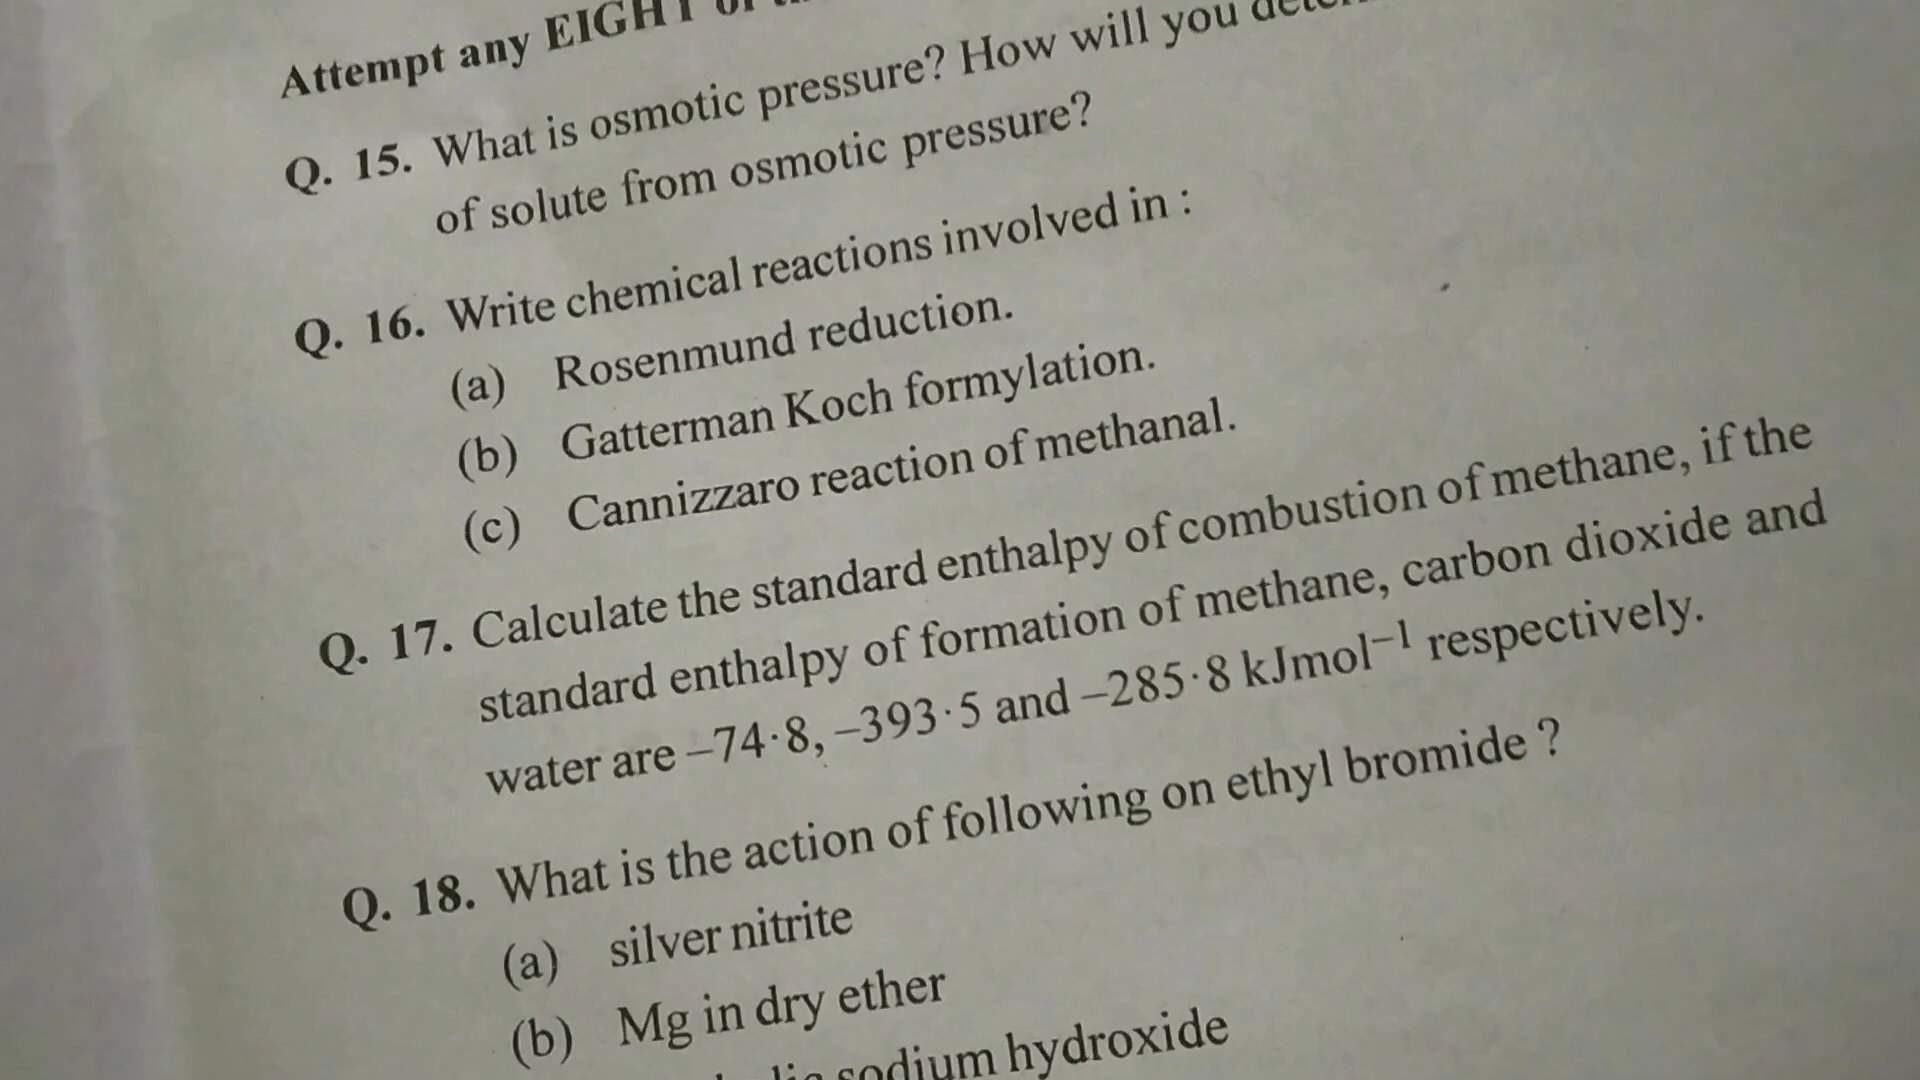 Attempt any EIGHT
Q. 15. What is osmotic pressure? How will you
of solute from osmotic pressure?
Q. 16. Write chemical reactions involved in :
(a) Rosenmund reduction.
(b) Gatterman Koch formylation.
(c) Cannizzaro reaction of methanal.
Q. 17. Calculate the standard enthalpy of combustion of methane, if the
standard enthalpy of formation of methane, carbon dioxide and
water are –74·8, –393·5 and –285·8 kJmol⁻¹ respectively.
Q. 18. What is the action of following on ethyl bromide ?
(a) silver nitrite
(b) Mg in dry ether
sodium hydroxide